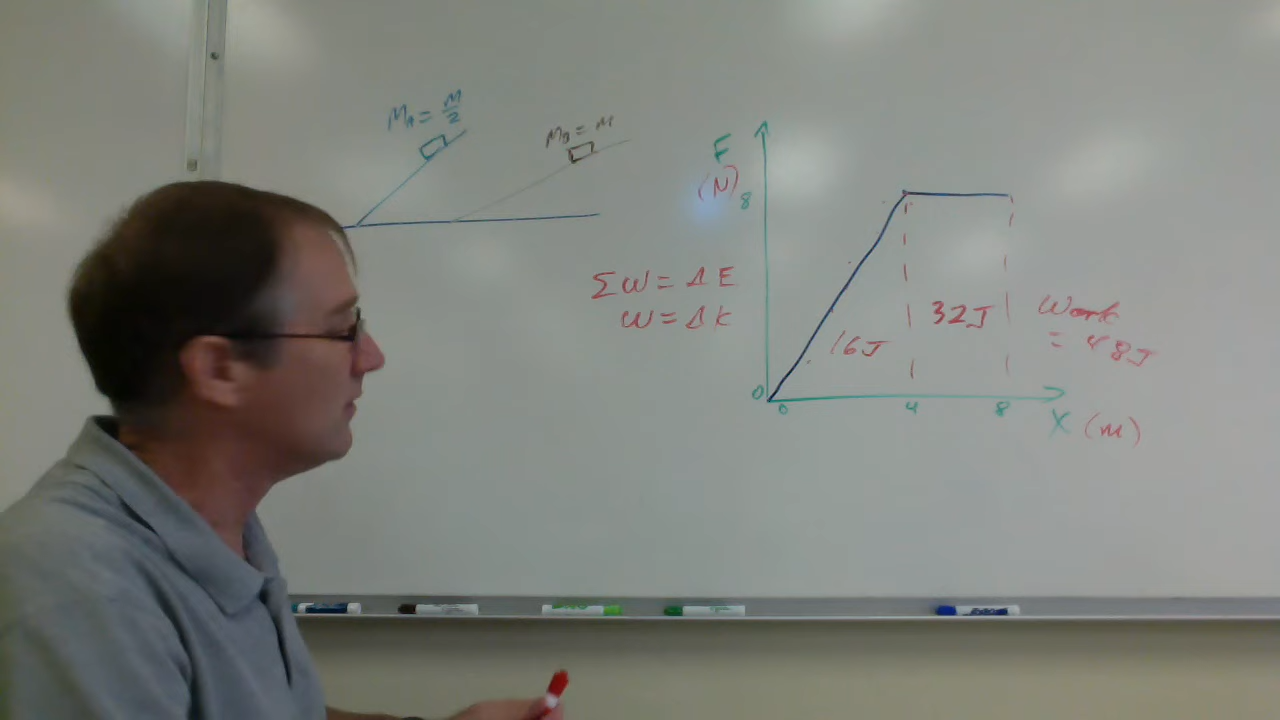 M_A = M/2
M_B = M
F
(N)
8
ΣW = ΔE
W = ΔK
16J
32J
Work
= 48J
0
0
4
8
X (m)